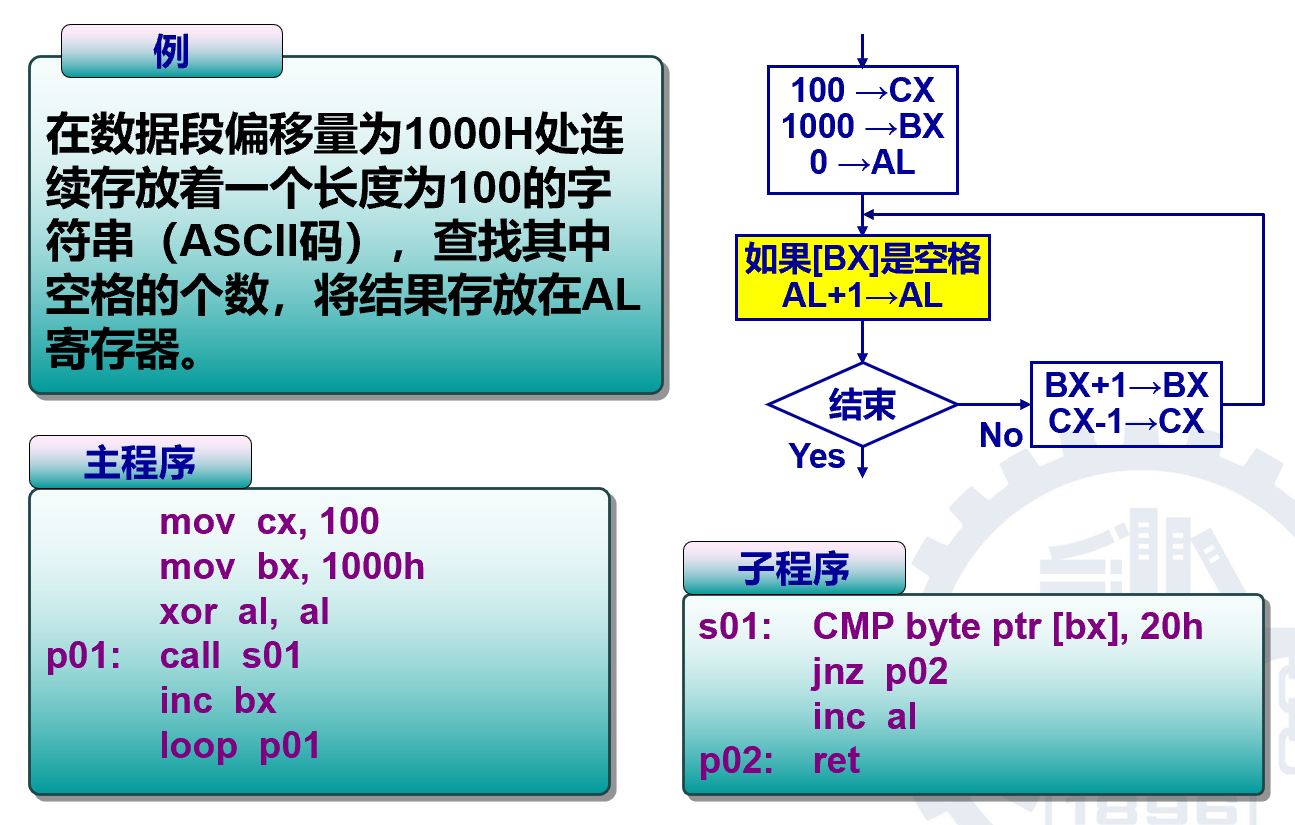 例
在数据段偏移量为1000H处连
续存放着一个长度为100的字
符串（ASCII码），查找其中
空格的个数，将结果存放在AL
寄存器。
100 →CX
1000 →BX
0 →AL
如果[BX]是空格
AL+1→AL
结束
No
Yes
BX+1→BX
CX-1→CX
主程序
mov cx, 100
mov bx, 1000h
xor al, al
p01: call s01
inc bx
loop p01
子程序
s01: CMP byte ptr [bx], 20h
jnz p02
inc al
p02: ret
1896